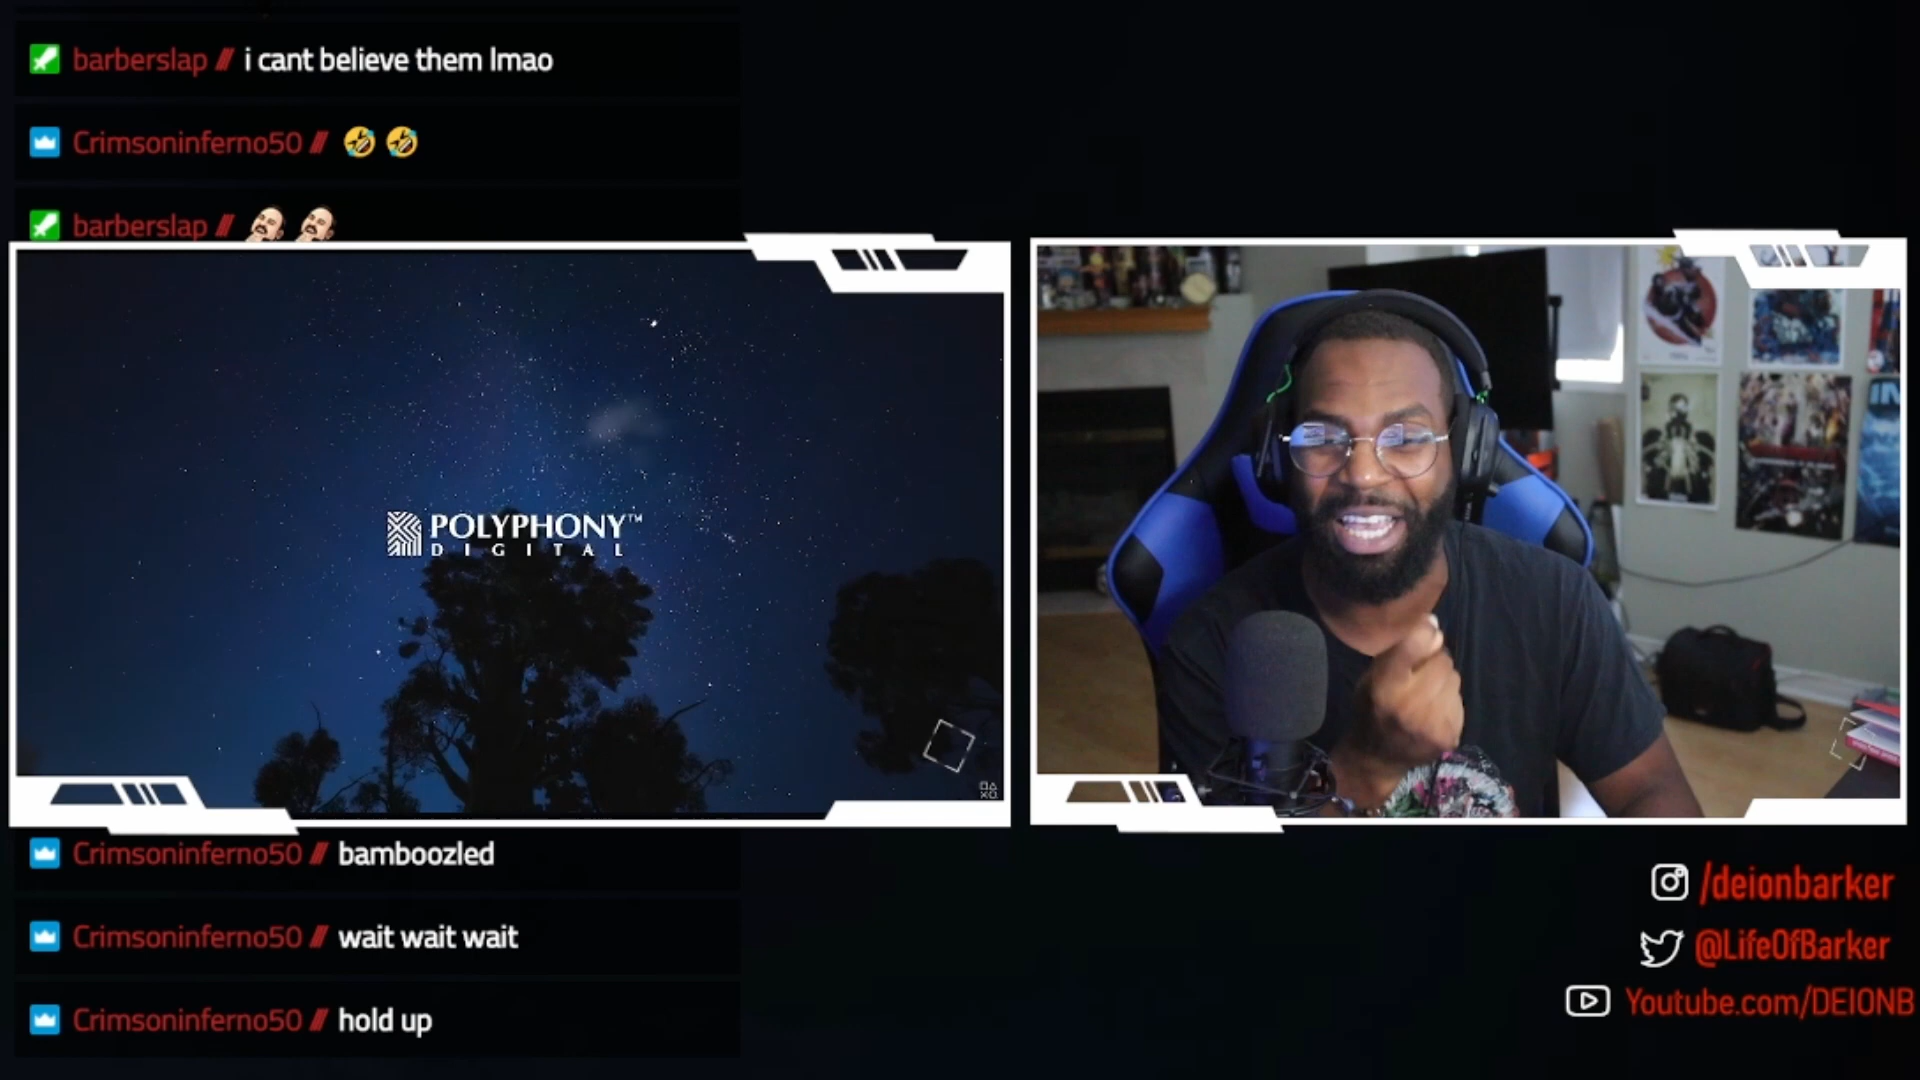 barberslap /// i cant believe them lmao
Crimsoninferno50 /// 🤣 🤣
barberslap ///
POLYPHONY™
DIGITAL
Crimsoninferno50 /// bamboozled
Crimsoninferno50 /// wait wait wait
Crimsoninferno50 /// hold up
/deionbarker
@LifeOfBarker
Youtube.com/DEIONB